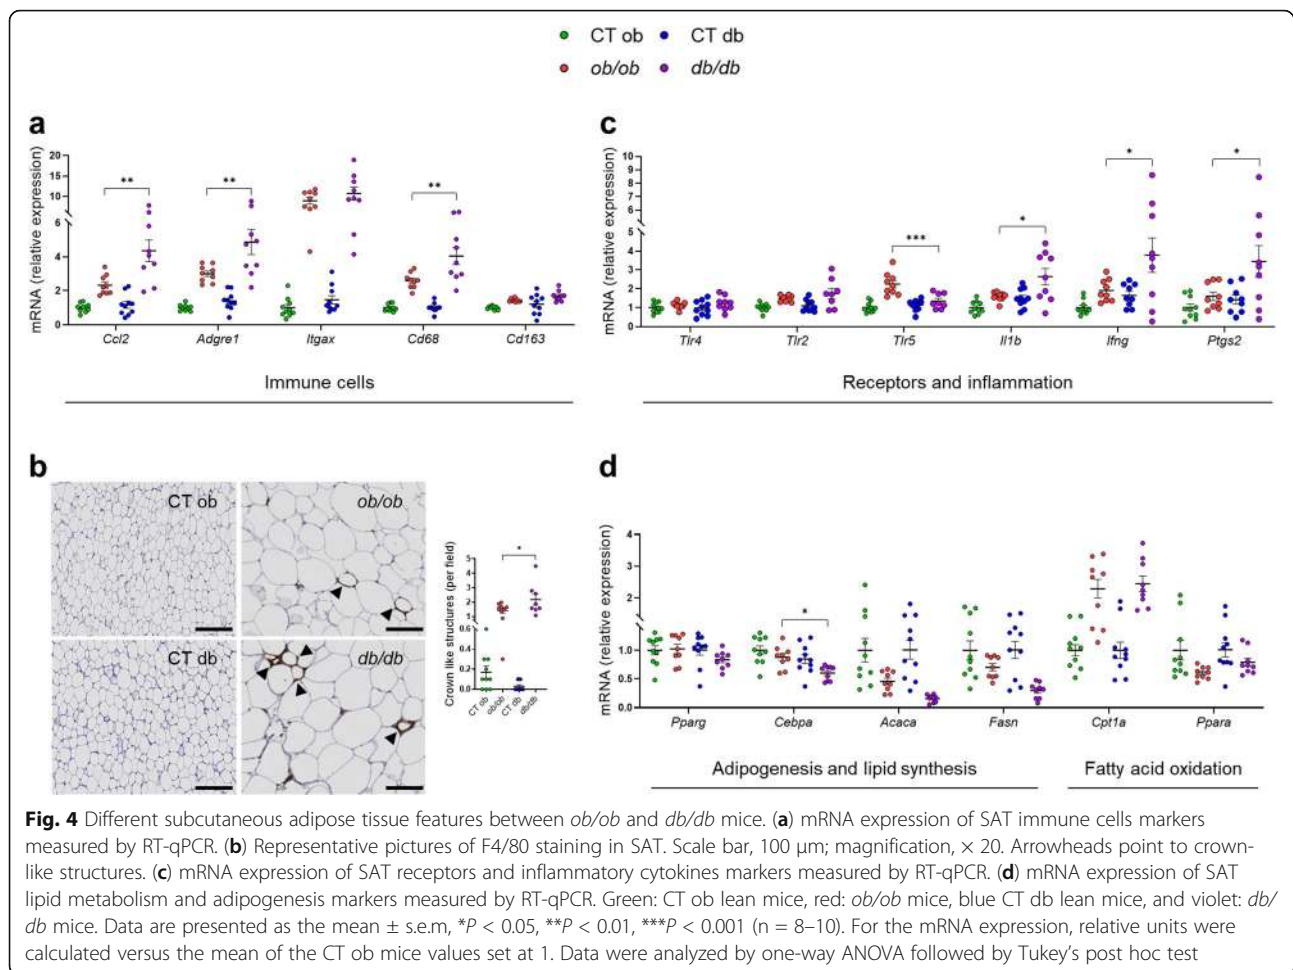 CT ob CT db
ob/ob db/db
a
mRNA (relative expression)
20
15
10
6
4
2
0
**
**
**
Ccl2 Adgre1 Itgax Cd68 Cd163
Immune cells
c
mRNA (relative expression)
10
9
8
7
6
5
4
3
2
1
0
***
*
*
*
Tlr4 Tlr2 Tlr5 Il1b Ifng Ptgs2
Receptors and inflammation
b
CT ob ob/ob
CT db db/db
Crown like structures (per field)
5
4
3
2
1
0.6
0.4
0.2
0.0
*
CT ob ob/ob CT db db/db
d
mRNA (relative expression)
4
3
2
1.0
0.5
0.0
*
Pparg Cebpa Acaca Fasn Cpt1a Ppara
Adipogenesis and lipid synthesis Fatty acid oxidation
Fig. 4 Different subcutaneous adipose tissue features between ob/ob and db/db mice. (a) mRNA expression of SAT immune cells markers
measured by RT-qPCR. (b) Representative pictures of F4/80 staining in SAT. Scale bar, 100 μm; magnification, × 20. Arrowheads point to crown-
like structures. (c) mRNA expression of SAT receptors and inflammatory cytokines markers measured by RT-qPCR. (d) mRNA expression of SAT
lipid metabolism and adipogenesis markers measured by RT-qPCR. Green: CT ob lean mice, red: ob/ob mice, blue CT db lean mice, and violet: db/
db mice. Data are presented as the mean ± s.e.m, *P < 0.05, **P < 0.01, ***P < 0.001 (n = 8–10). For the mRNA expression, relative units were
calculated versus the mean of the CT ob mice values set at 1. Data were analyzed by one-way ANOVA followed by Tukey's post hoc test